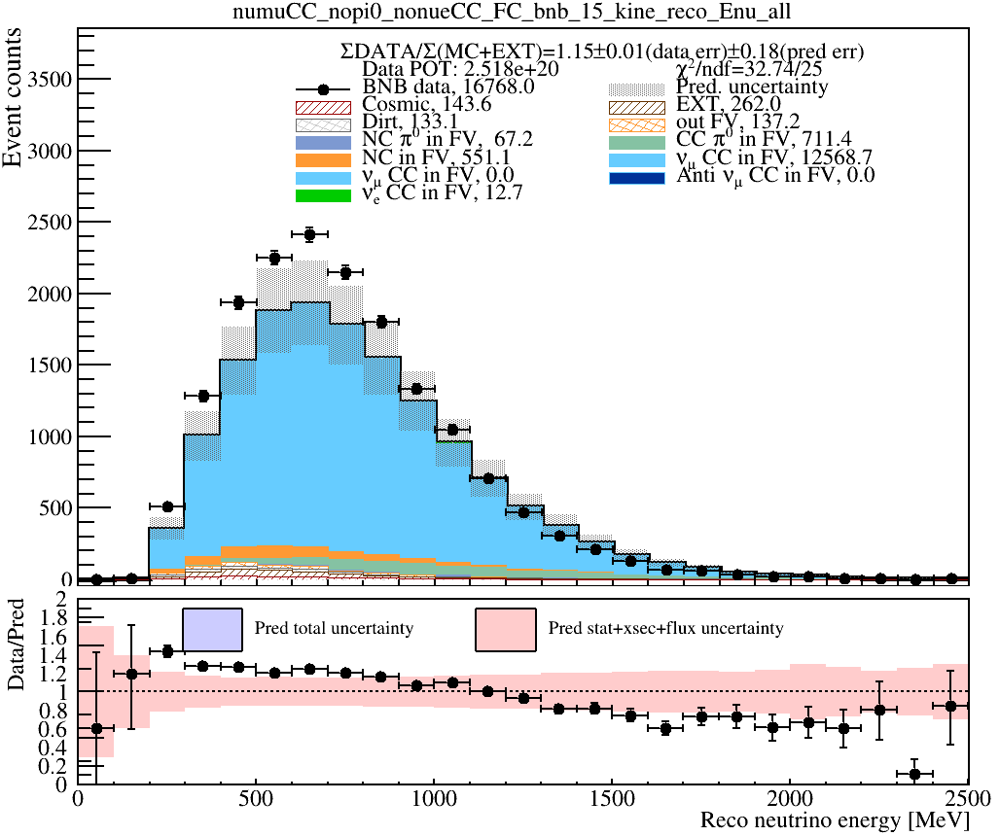 numuCC_nopi0_nonueCC_FC_bnb_15_kine_reco_Enu_all
ΣDATA/Σ(MC+EXT)=1.15±0.01(data err)±0.18(pred err)
Data POT: 2.518e+20
χ²/ndf=32.74/25
BNB data, 16768.0
Pred. uncertainty
Cosmic, 143.6
EXT, 262.0
Dirt, 133.1
out FV, 137.2
NC π⁰ in FV, 67.2
CC π⁰ in FV, 711.4
NC in FV, 551.1
νμ CC in FV, 12568.7
νμ CC in FV, 0.0
Anti νμ CC in FV, 0.0
νe CC in FV, 12.7
Event counts
3500
3000
2500
2000
1500
1000
500
0
Data/Pred
2
1.8
1.6
1.4
1.2
1
0.8
0.6
0.4
0.2
0
Pred total uncertainty
Pred stat+xsec+flux uncertainty
0 500 1000 1500 2000 2500
Reco neutrino energy [MeV]